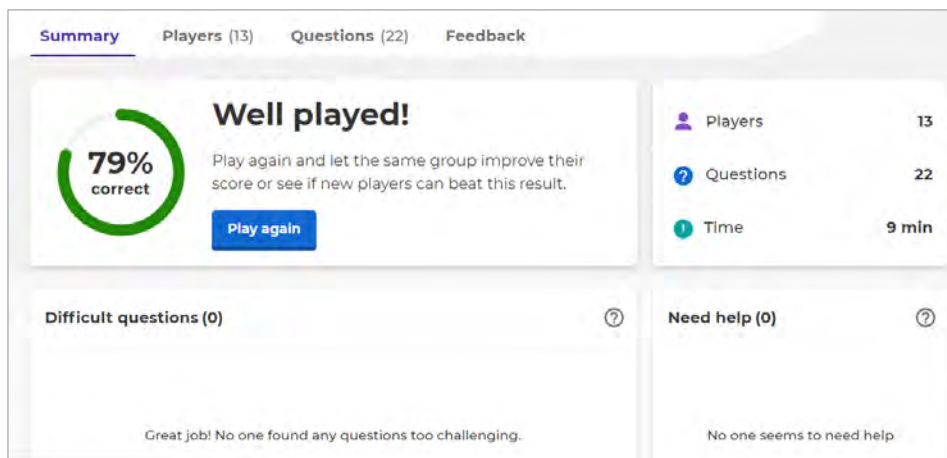 Summary Players (13) Questions (22) Feedback
79%
correct
Well played!
Play again and let the same group improve their
score or see if new players can beat this result.
Play again
Players 13
Questions 22
Time 9 min
Difficult questions (0)
Great job! No one found any questions too challenging.
Need help (0)
No one seems to need help